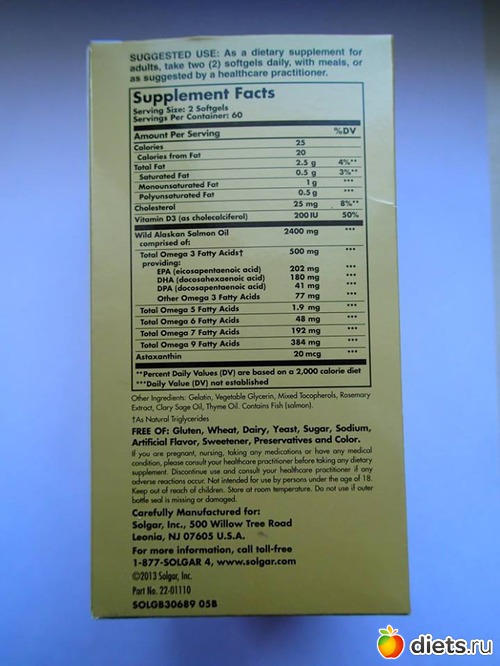 SUGGESTED USE: As a dietary supplement for
adults, take two (2) softgels daily, with meals, or
as suggested by a healthcare practitioner.
Supplement Facts
Serving Size: 2 Softgels
Servings Per Container: 60
Amount Per Serving %DV
Calories 25
Calories from Fat 20
Total Fat 2.5 g 4%**
Saturated Fat 0.5 g 3%**
Monounsaturated Fat 1 g ***
Polyunsaturated Fat 0.5 g ***
Cholesterol 25 mg 8%**
Vitamin D3 (as cholecalciferol) 200 IU 50%
Wild Alaskan Salmon Oil 2400 mg ***
comprised of:
Total Omega 3 Fatty Acids† 500 mg ***
providing:
EPA (eicosapentaenoic acid) 202 mg ***
DHA (docosahexaenoic acid) 180 mg ***
DPA (docosapentaenoic acid) 41 mg ***
Other Omega 3 Fatty Acids 77 mg ***
Total Omega 5 Fatty Acids 1.9 mg ***
Total Omega 6 Fatty Acids 48 mg ***
Total Omega 7 Fatty Acids 192 mg ***
Total Omega 9 Fatty Acids 384 mg ***
Astaxanthin 20 mcg ***
**Percent Daily Values (DV) are based on a 2,000 calorie diet
***Daily Value (DV) not established
Other Ingredients: Gelatin, Vegetable Glycerin, Mixed Tocopherols, Rosemary
Extract, Clary Sage Oil, Thyme Oil. Contains Fish (salmon).
†As Natural Triglycerides
FREE OF: Gluten, Wheat, Dairy, Yeast, Sugar, Sodium,
Artificial Flavor, Sweetener, Preservatives and Color.
If you are pregnant, nursing, taking any medications or have any medical
condition, please consult your healthcare practitioner before taking any dietary
supplement. Discontinue use and consult your healthcare practitioner if any
adverse reactions occur. Not intended for use by persons under the age of 18.
Keep out of reach of children. Store at room temperature. Do not use if outer
bottle seal is missing or damaged.
Carefully Manufactured for:
Solgar, Inc., 500 Willow Tree Road
Leonia, NJ 07605 U.S.A.
For more information, call toll-free
1-877-SOLGAR 4, www.solgar.com
©2013 Solgar, Inc.
Part No. 22-01110
SOLGB30689 05B
diets.ru